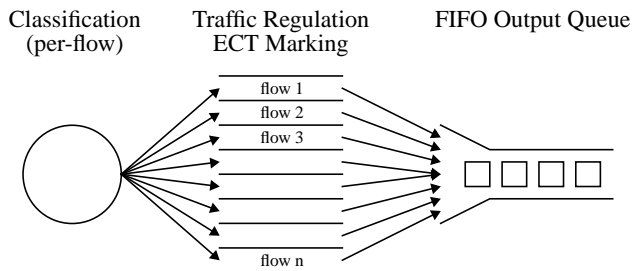 Classification
(per-flow)
Traffic Regulation
ECT Marking
FIFO Output Queue
flow 1
flow 2
flow 3
flow n